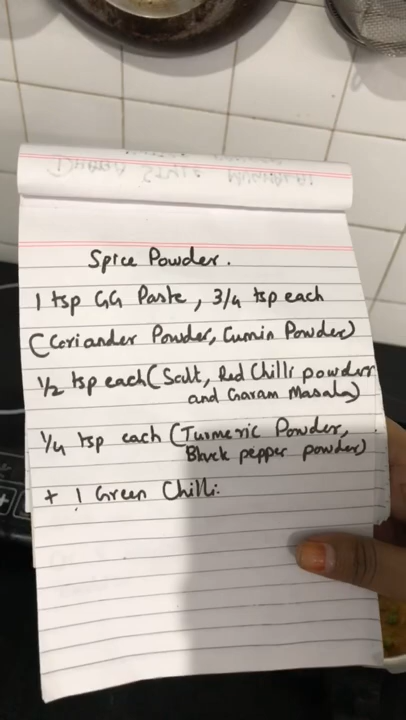 Spice Powder.
1 tsp GG Paste, 3/4 tsp each
(Coriander Powder, Cumin Powder)
1/2 tsp each (Salt, Red Chilli powder
and Garam Masala)
1/4 tsp each (Turmeric Powder,
Black pepper powder)
+ 1 Green Chilli.